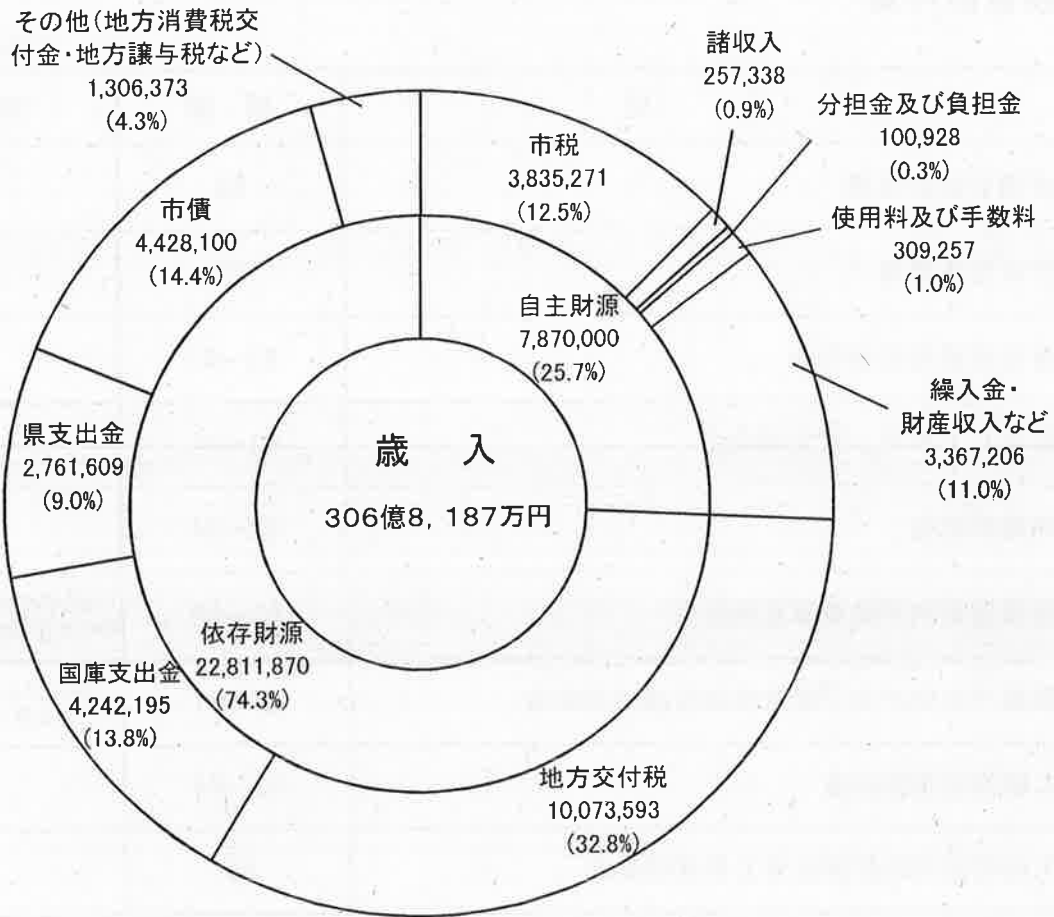 その他(地方消費税交
付金・地方譲与税など)
1,306,373
(4.3%)
諸収入
257,338
(0.9%)
分担金及び負担金
100,928
(0.3%)
使用料及び手数料
309,257
(1.0%)
市税
3,835,271
(12.5%)
市債
4,428,100
(14.4%)
自主財源
7,870,000
(25.7%)
繰入金・
財産収入など
3,367,206
(11.0%)
県支出金
2,761,609
(9.0%)
歳 入
306億8, 187万円
依存財源
22,811,870
(74.3%)
国庫支出金
4,242,195
(13.8%)
地方交付税
10,073,593
(32.8%)